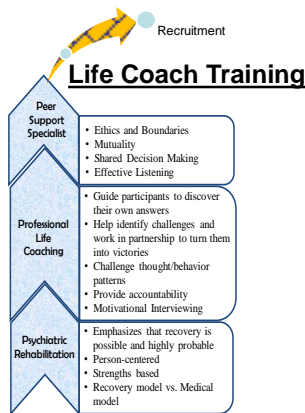 Recruitment
Life Coach Training
Peer
Support
Specialist
• Ethics and Boundaries
• Mutuality
• Shared Decision Making
• Effective Listening
Professional
Life
Coaching
• Guide participants to discover
their own answers
• Help identify challenges and
work in partnership to turn them
into victories
• Challenge thought/behavior
patterns
• Provide accountability
• Motivational Interviewing
Psychiatric
Rehabilitation
• Emphasizes that recovery is
possible and highly probable
• Person-centered
• Strengths based
• Recovery model vs. Medical
model